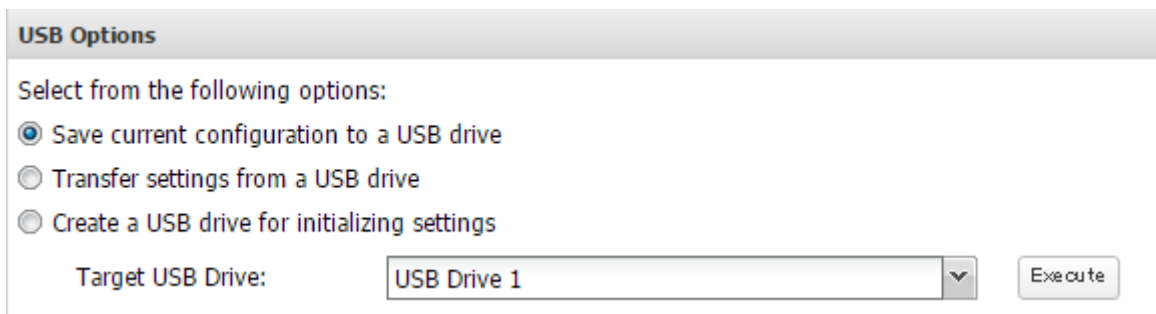 USB Options
Select from the following options:
Save current configuration to a USB drive
Transfer settings from a USB drive
Create a USB drive for initializing settings
Target USB Drive: USB Drive 1 Execute